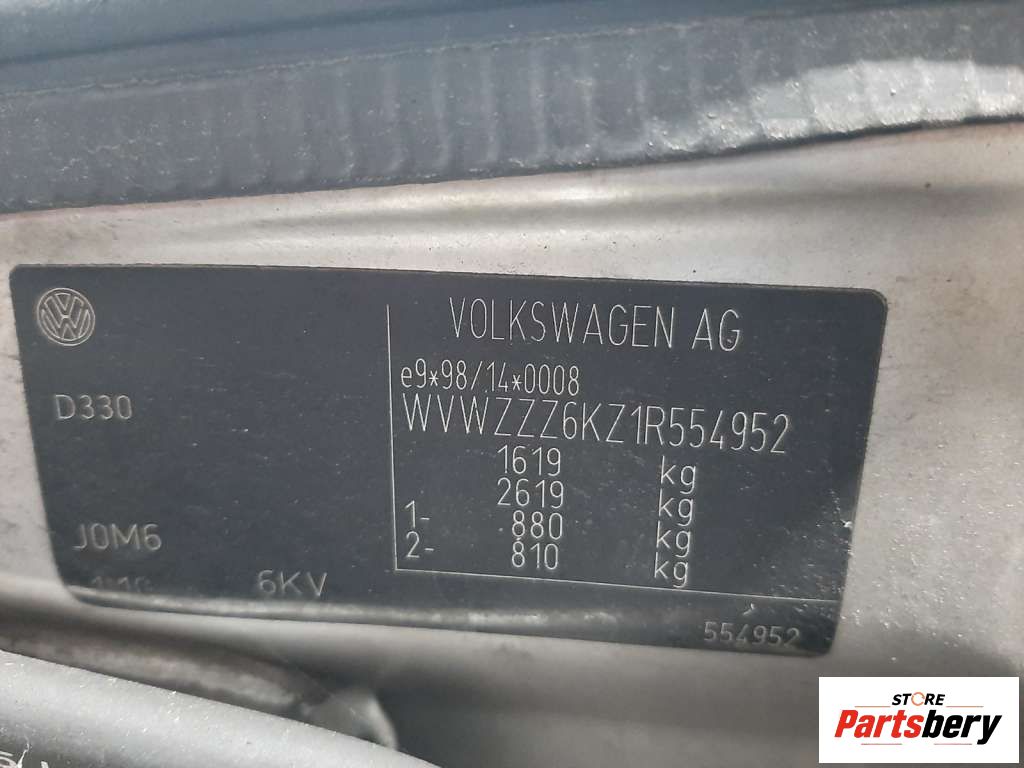 VOLKSWAGEN AG
e9*98/14*0008
D330
WVWZZZ6KZ1R554952
1619 kg
2619 kg
1- 880 kg
2- 810 kg
J0M6
6KV
554952
STORE
Partsbery